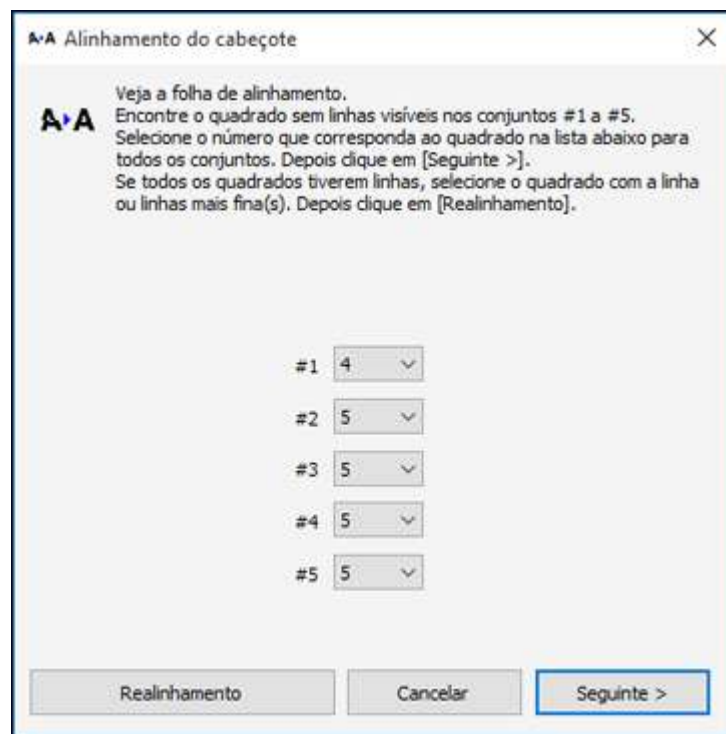 A▸A Alinhamento do cabeçote
A▸A
Veja a folha de alinhamento.
Encontre o quadrado sem linhas visíveis nos conjuntos #1 a #5.
Selecione o número que corresponda ao quadrado na lista abaixo para
todos os conjuntos. Depois clique em [Seguinte >].
Se todos os quadrados tiverem linhas, selecione o quadrado com a linha
ou linhas mais fina(s). Depois clique em [Realinhamento].
#1 4
#2 5
#3 5
#4 5
#5 5
Realinhamento Cancelar Seguinte >